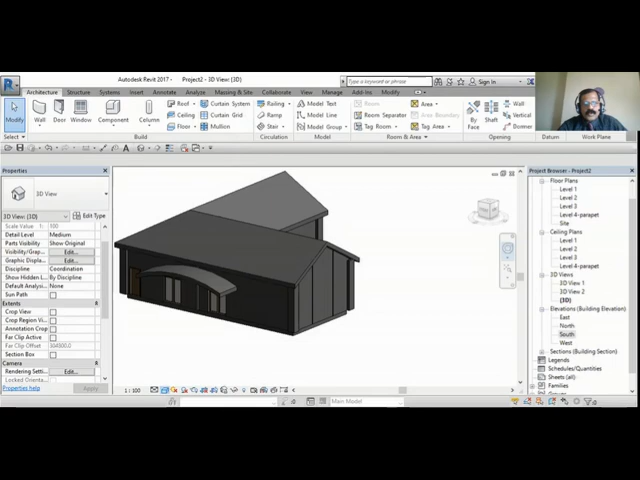 Autodesk Revit 2017 - Project2 - 3D View: {3D}
Type a keyword or phrase
Sign In
Architecture Structure Systems Insert Annotate Analyze Massing & Site Collaborate View Manage Add-Ins Modify
Modify Wall Door Window Component Column
Roof Curtain System Railing Model Text Room Area Wall
Ceiling Curtain Grid Ramp Model Line Room Separator Area Boundary By Face Shaft Vertical
Floor Mullion Stair Model Group Tag Room Tag Area Dormer
Select Build Circulation Model Room & Area Opening Datum Work Plane
Properties
3D View
3D View: {3D} Edit Type
Scale Value 1: 100
Detail Level Medium
Parts Visibility Show Original
Visibility/Grap... Edit...
Graphic Displa... Edit...
Discipline Coordination
Show Hidden L... By Discipline
Default Analysi... None
Sun Path
Extents
Crop View
Crop Region Vi...
Annotation Crop
Far Clip Active
Far Clip Offset 304800.0
Section Box
Camera
Rendering Setti... Edit...
Locked Orienta...
Properties help Apply
1 : 100
Main Model
Project Browser - Project2
Floor Plans
Level 1
Level 2
Level 3
Level 4-parapet
Site
Ceiling Plans
Level 1
Level 2
Level 3
Level 4-parapet
3D Views
3D View 1
3D View 2
{3D}
Elevations (Building Elevation)
East
North
South
West
Sections (Building Section)
Legends
Schedules/Quantities
Sheets (all)
Families